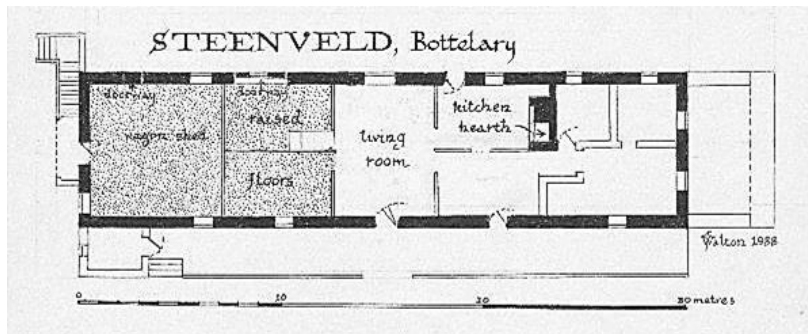 STEENVELD, Bottelary
doorway
doorway
wagon shed
raised
floors
living
room
kitchen
hearth
Walton 1988
0 10 20 30 metres